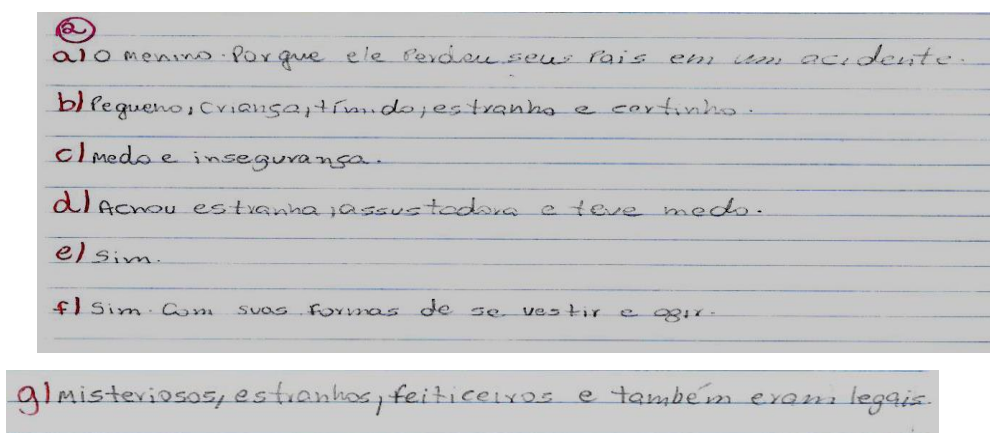 2
a) O menino. Porque ele Perdeu seus Pais em um acidente.
b) Pequeno, criança, tímido, estranho e cartinho.
c) Medo e insegurança.
d) Achou estranha, assustadora e teve medo.
e) Sim.
f) Sim. Com suas formas de se vestir e agir.
g) Misteriosos, estranhos, feiticeiros e também eram legais.